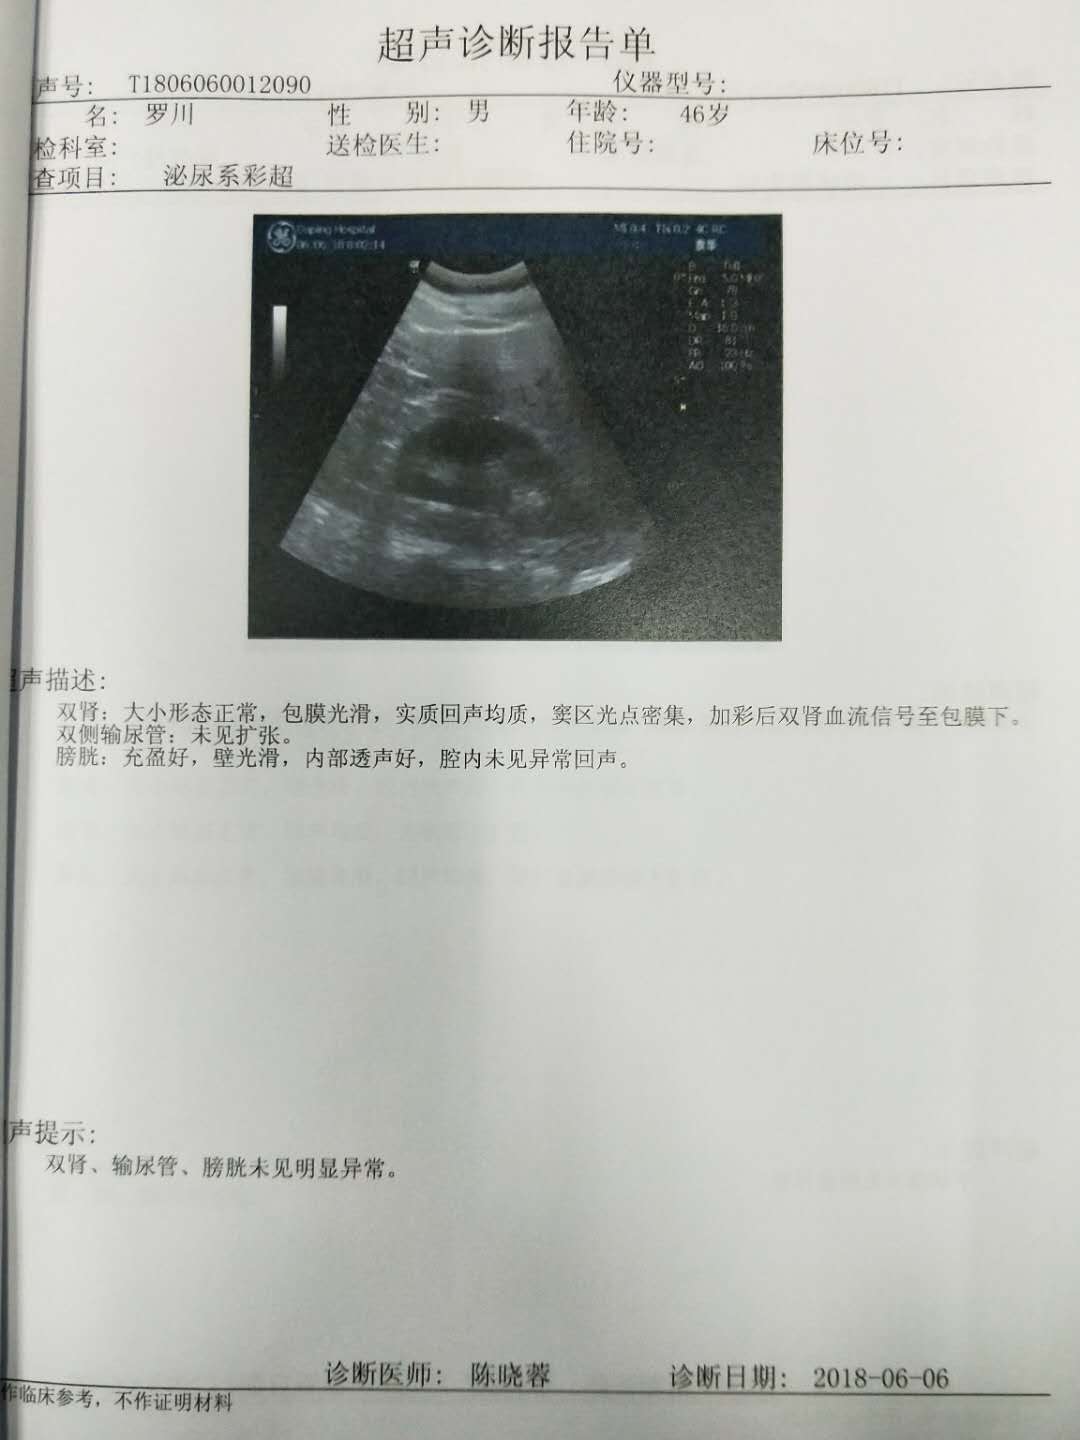 超声诊断报告单
声号: T1806060012090 仪器型号:
名: 罗川 性 别: 男 年龄: 46岁
检科室: 送检医生: 住院号: 床位号:
查项目: 泌尿系彩超
Daping Hospital
声描述:
双肾: 大小形态正常, 包膜光滑, 实质回声均质, 窦区光点密集, 加彩后双肾血流信号至包膜下。
双侧输尿管: 未见扩张。
膀胱: 充盈好, 壁光滑, 内部透声好, 腔内未见异常回声。
声提示:
双肾、输尿管、膀胱未见明显异常。
诊断医师: 陈晓蓉 诊断日期: 2018-06-06
作临床参考, 不作证明材料